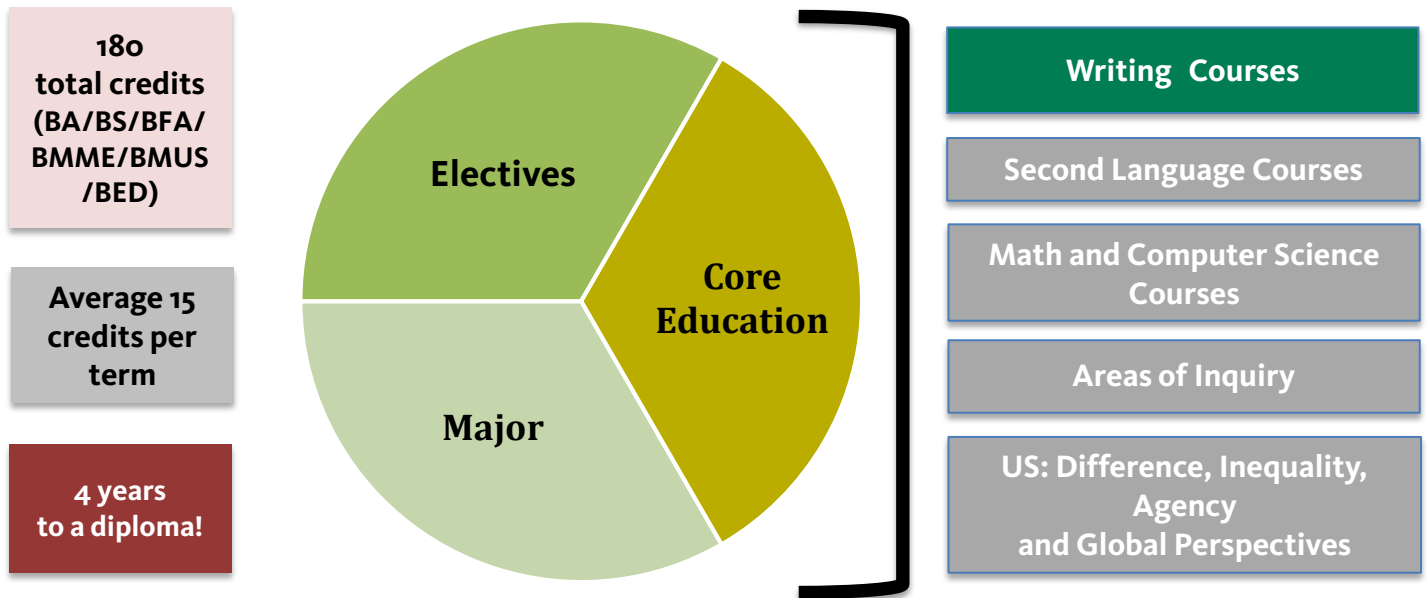 180
total credits
(BA/BS/BFA/
BMME/BMUS
/BED)
Average 15
credits per
term
4 years
to a diploma!
Electives
Core
Education
Major
Writing Courses
Second Language Courses
Math and Computer Science
Courses
Areas of Inquiry
US: Difference, Inequality,
Agency
and Global Perspectives